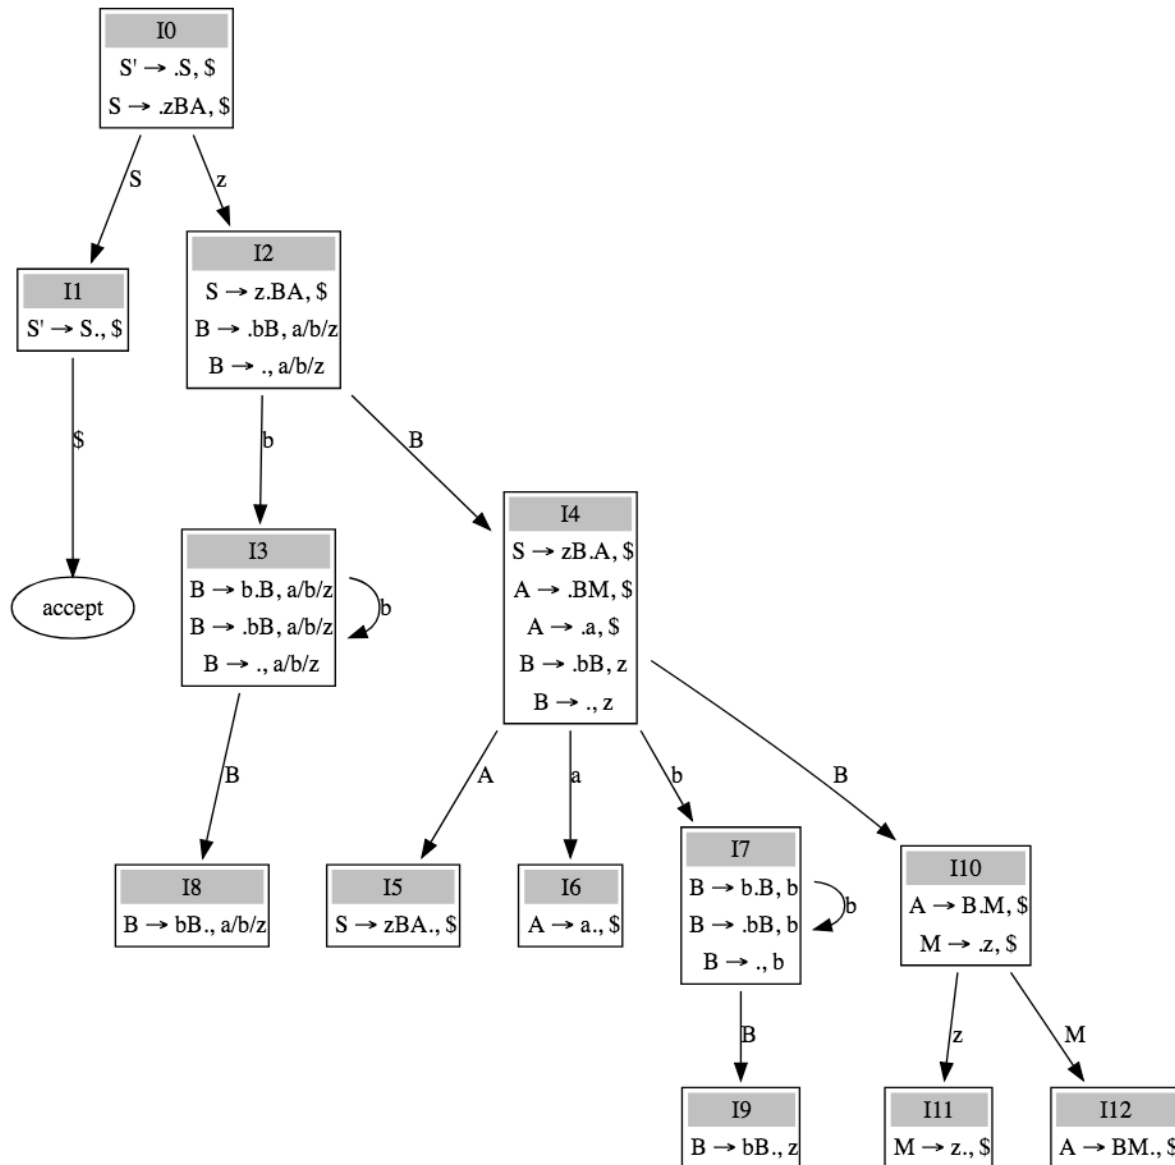 I0
S' → .S, $
S → .zBA, $
S
z
I2
S → z.BA, $
B → .bB, a/b/z
B → ., a/b/z
I1
S' → S., $
$
b
B
accept
I3
B → b.B, a/b/z
B → .bB, a/b/z
B → ., a/b/z
b
I4
S → zB.A, $
A → .BM, $
A → .a, $
B → .bB, z
B → ., z
B
A
a
b
B
I8
B → bB., a/b/z
I5
S → zBA., $
I6
A → a., $
I7
B → b.B, b
B → .bB, b
B → ., b
b
I10
A → B.M, $
M → .z, $
B
z
M
I9
B → bB., z
I11
M → z., $
I12
A → BM., $